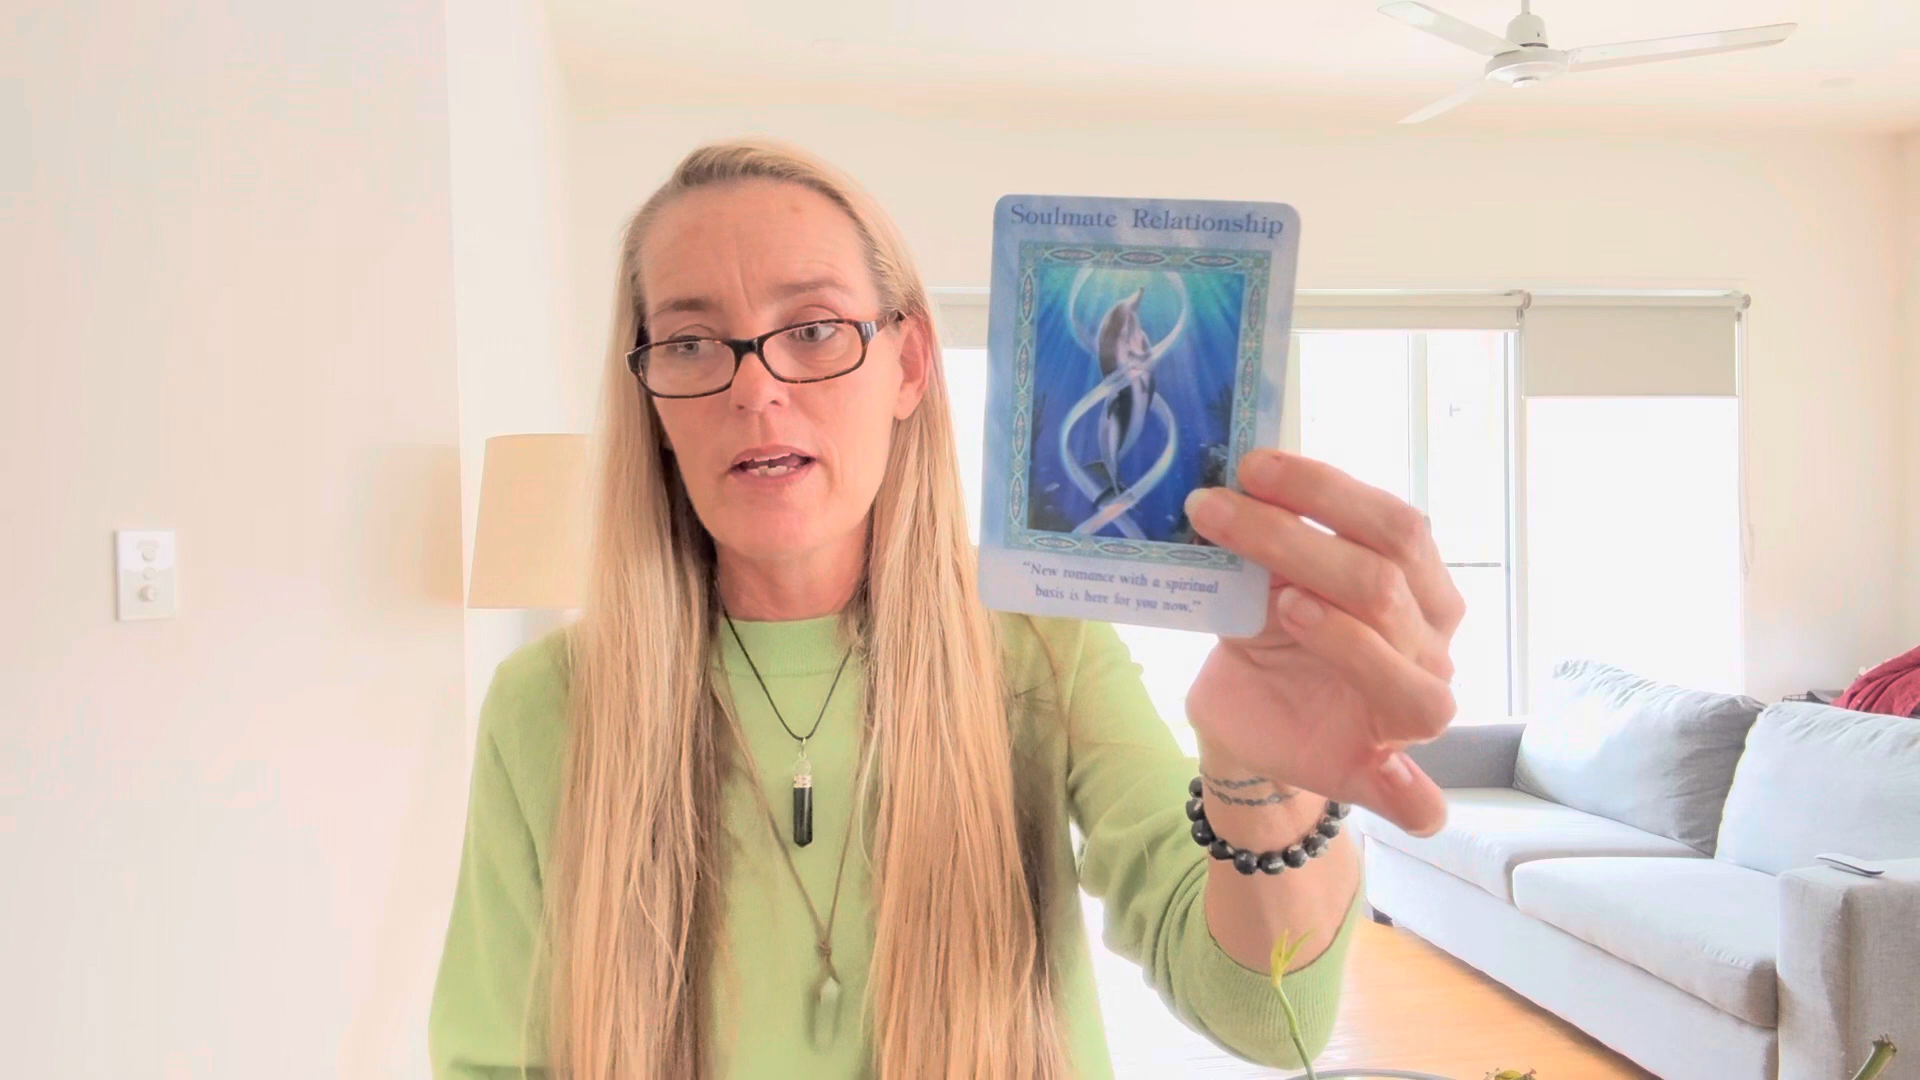 Soulmate Relationship
"New romance with a spiritual
basis is here for you now."